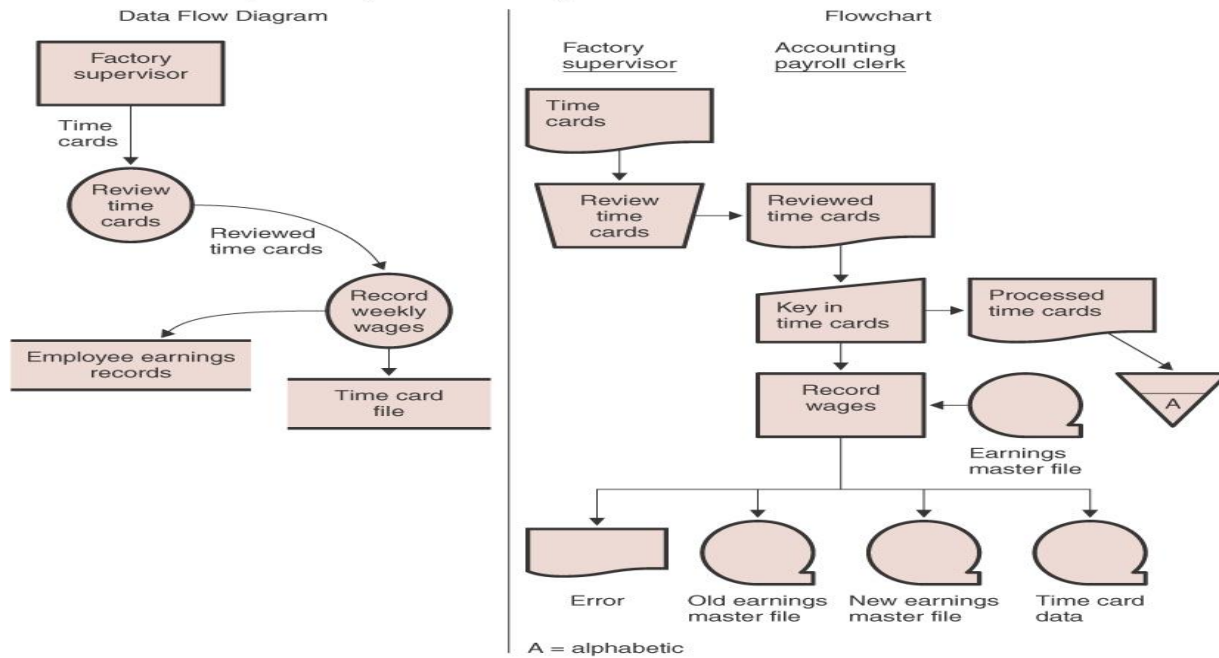 Data Flow Diagram
Factory
supervisor
Time
cards
Review
time
cards
Reviewed
time cards
Record
weekly
wages
Employee earnings
records
Time card
file
Flowchart
Factory
supervisor
Accounting
payroll clerk
Time
cards
Review
time
cards
Reviewed
time cards
Key in
time cards
Processed
time cards
A
Record
wages
Earnings
master file
Error
Old earnings
master file
New earnings
master file
Time card
data
A = alphabetic